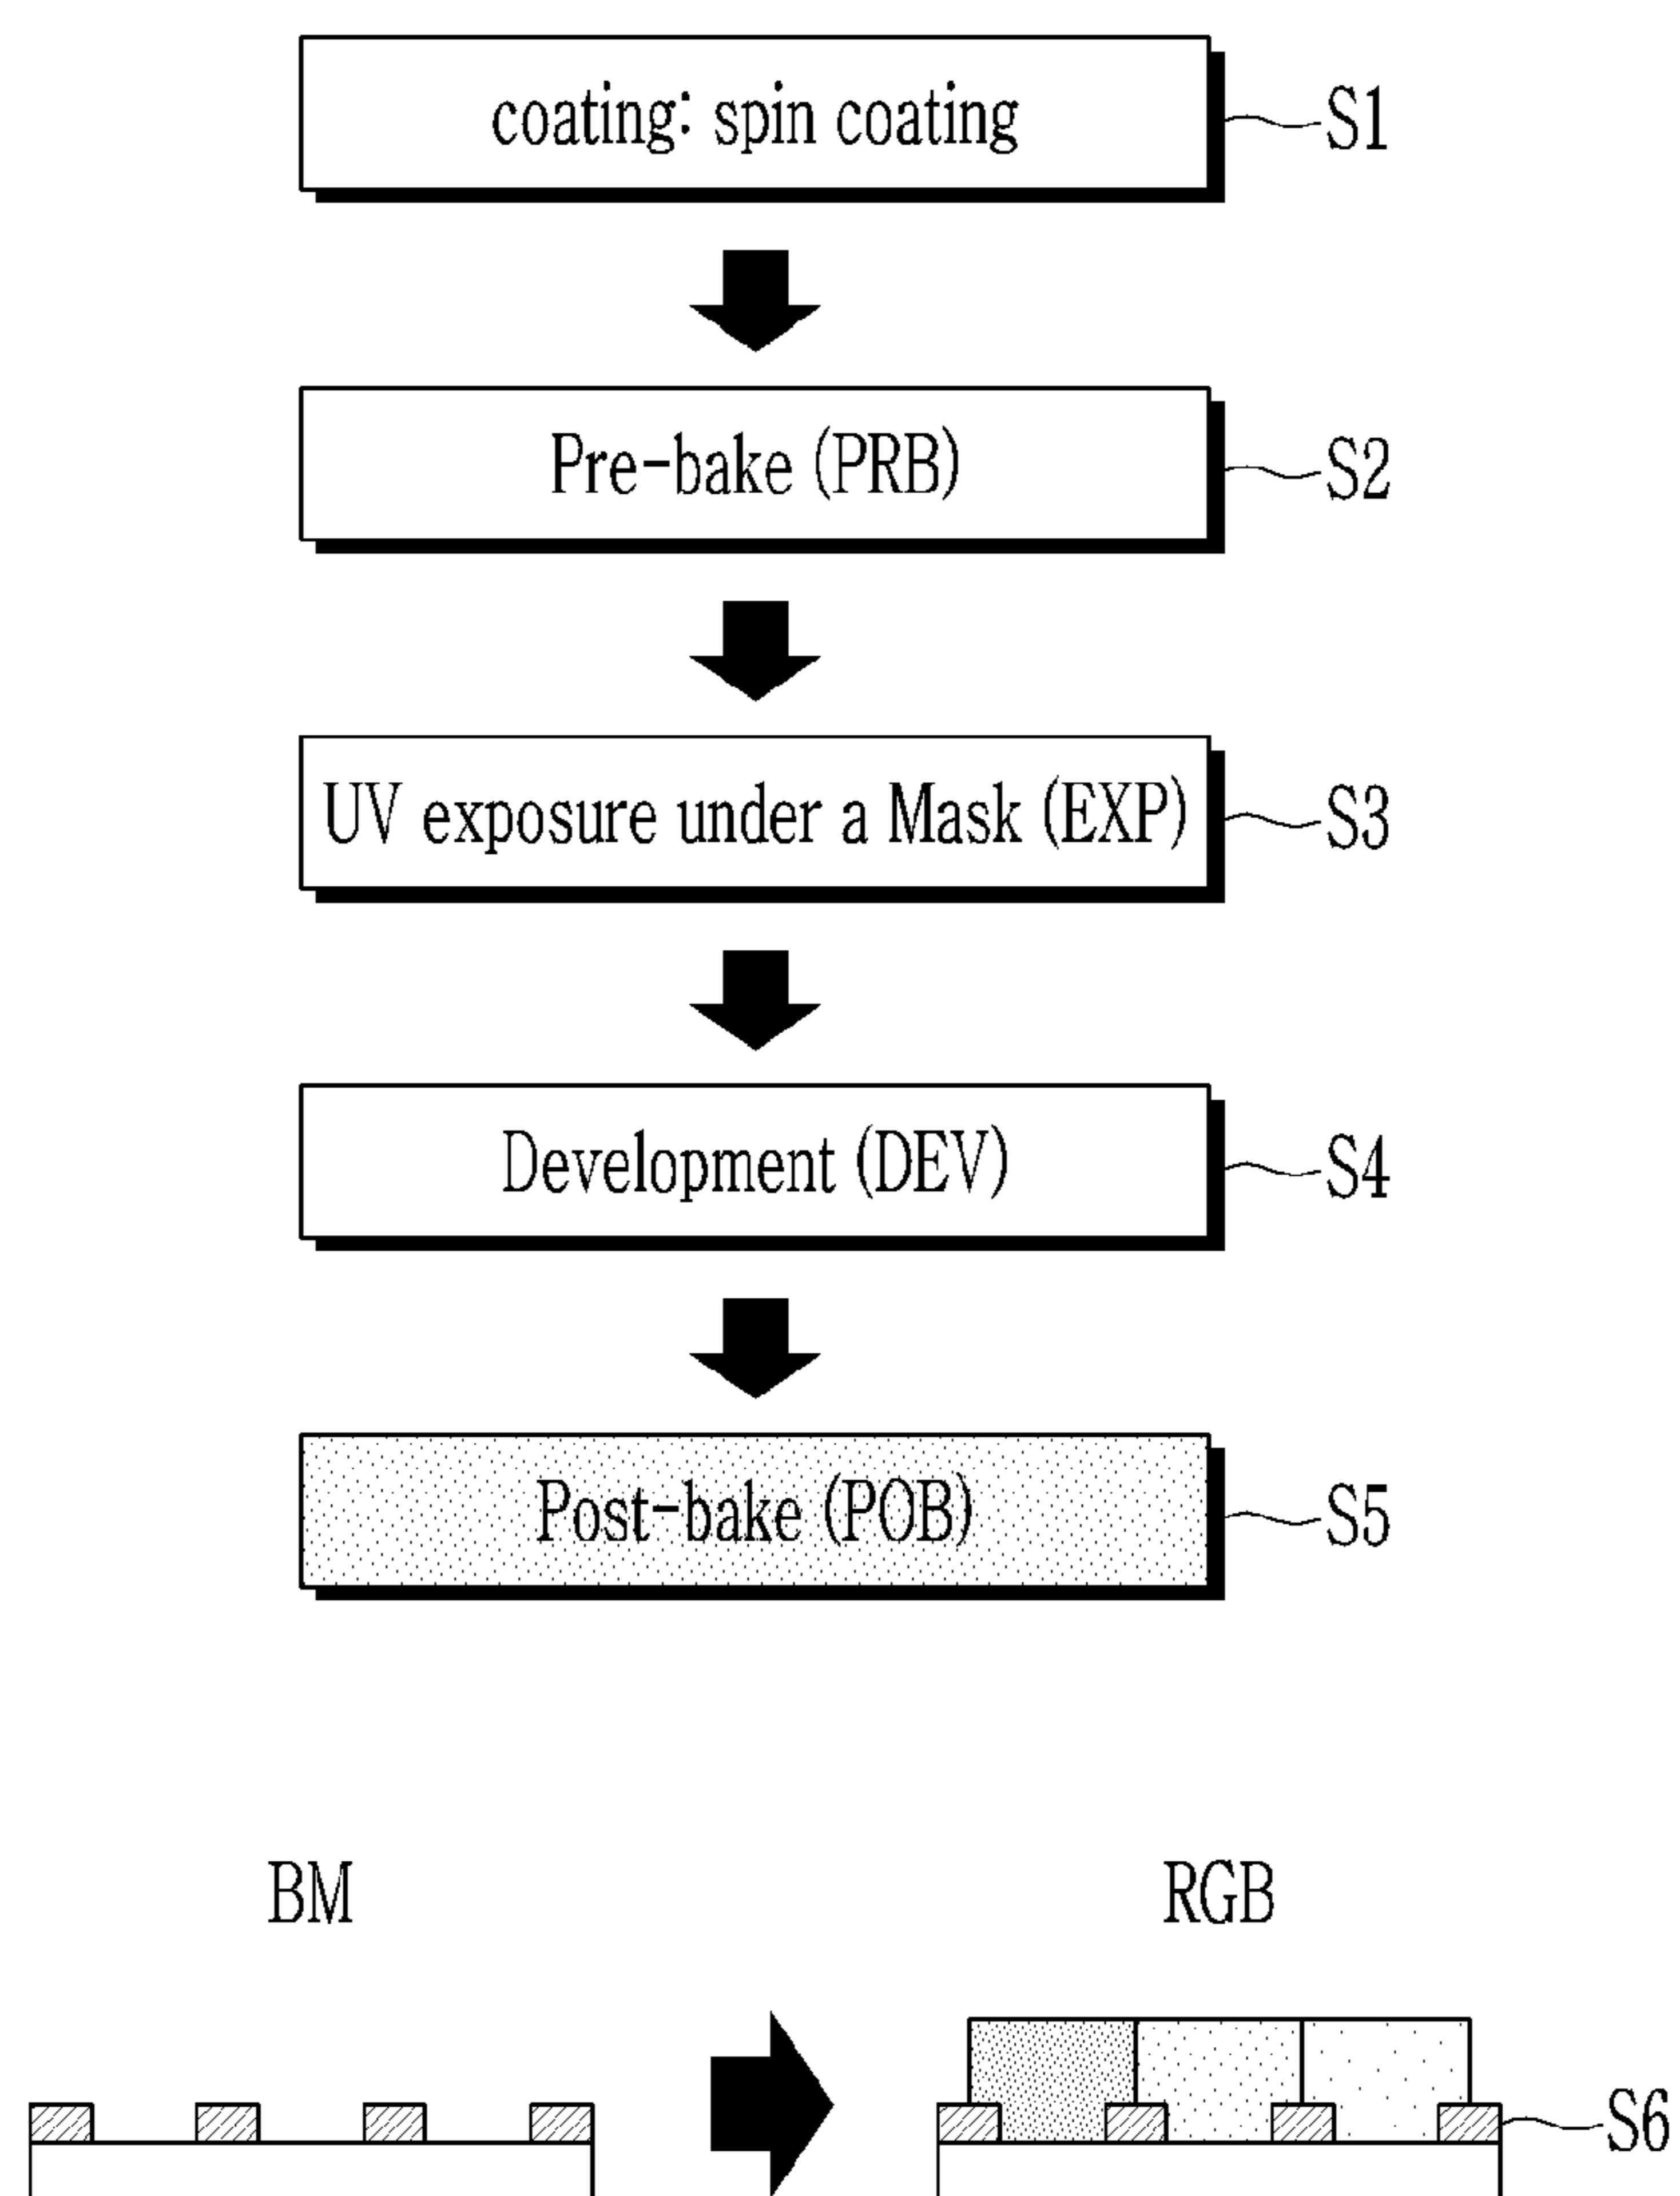 coating: spin coating S1
Pre-bake (PRB) S2
UV exposure under a Mask (EXP) S3
Development (DEV) S4
Post-bake (POB) S5
BM RGB
S6